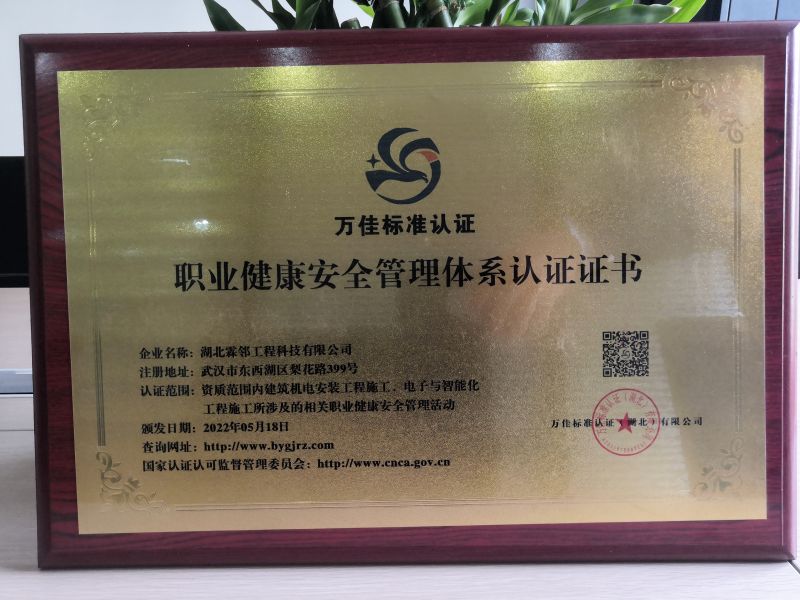 万佳标准认证
职业健康安全管理体系认证证书
企业名称：湖北霖邻工程科技有限公司
注册地址：武汉市东西湖区梨花路399号
认证范围：资质范围内建筑机电安装工程施工、电子与智能化
工程施工所涉及的相关职业健康安全管理活动
颁发日期：2022年05月18日
查询网址：http://www.bygjrz.com
国家认证认可监督管理委员会：http://www.cnca.gov.cn
万佳标准认证（湖北）有限公司